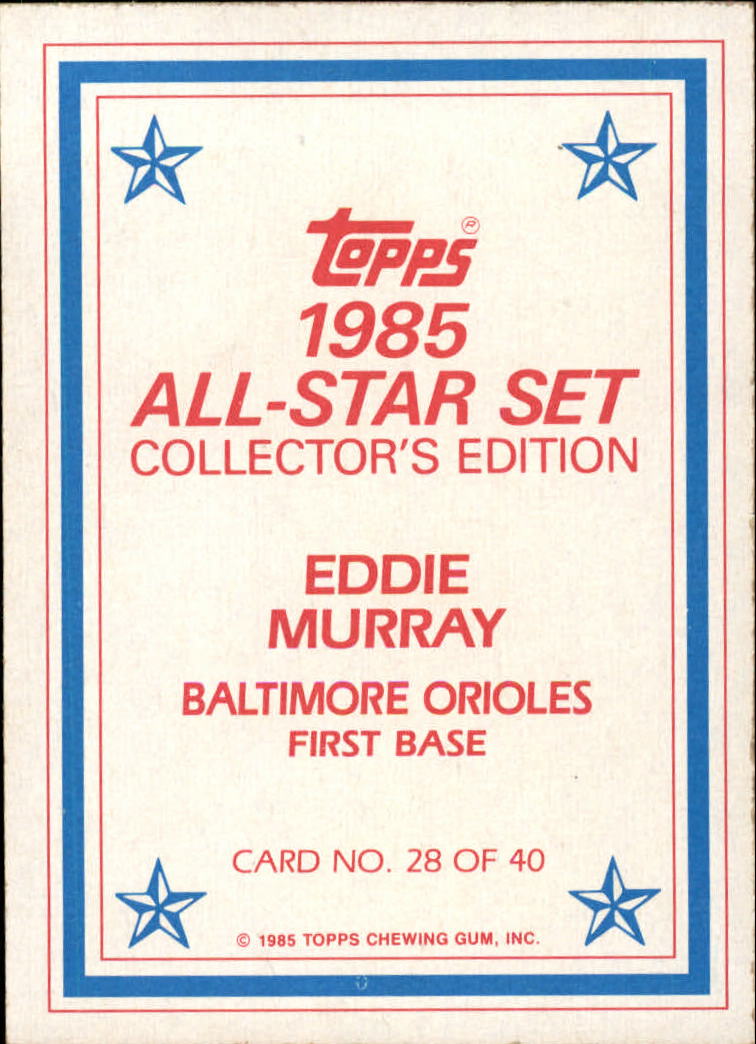 TOPPS®
1985
ALL-STAR SET
COLLECTOR'S EDITION
EDDIE
MURRAY
BALTIMORE ORIOLES
FIRST BASE
CARD NO. 28 OF 40
© 1985 TOPPS CHEWING GUM, INC.